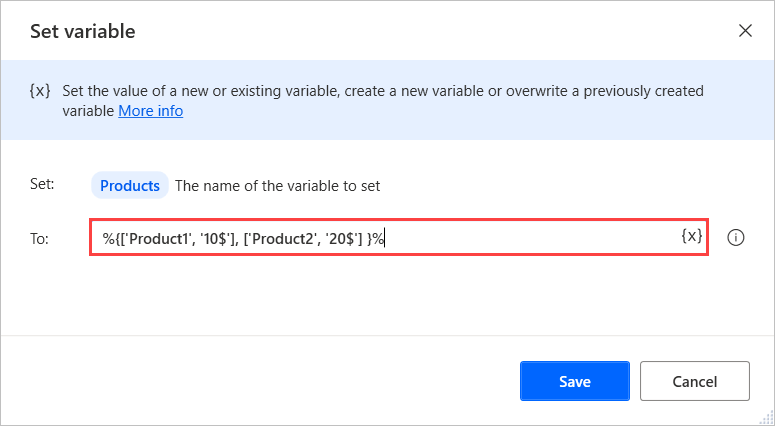 Set variable
{x} Set the value of a new or existing variable, create a new variable or overwrite a previously created
variable More info
Set: Products The name of the variable to set
To: %{['Product1', '10$'], ['Product2', '20$'] }% {x}
Save Cancel